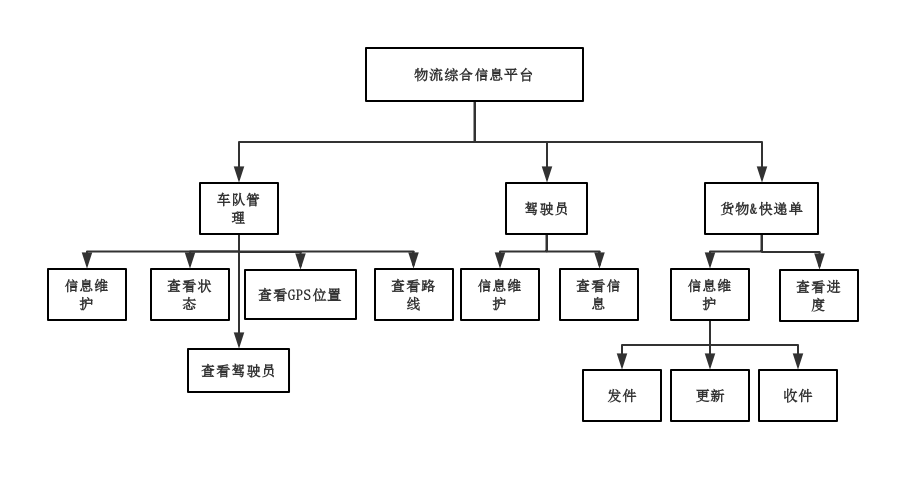 物流综合信息平台
车队管
理
驾驶员
货物&快递单
信息维
护
查看状
态
查看GPS位置
查看路
线
信息维
护
查看信
息
信息维
护
查看进
度
查看驾驶员
发件
更新
收件